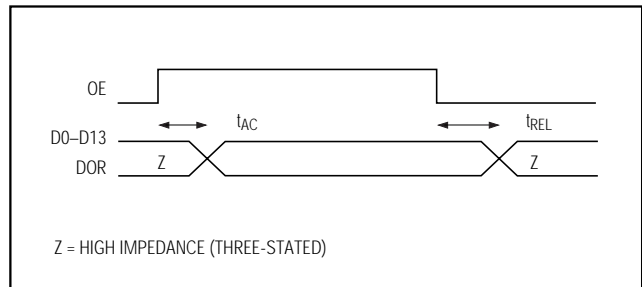 OE
tAC
tREL
D0–D13
DOR
Z
Z
Z = HIGH IMPEDANCE (THREE-STATED)